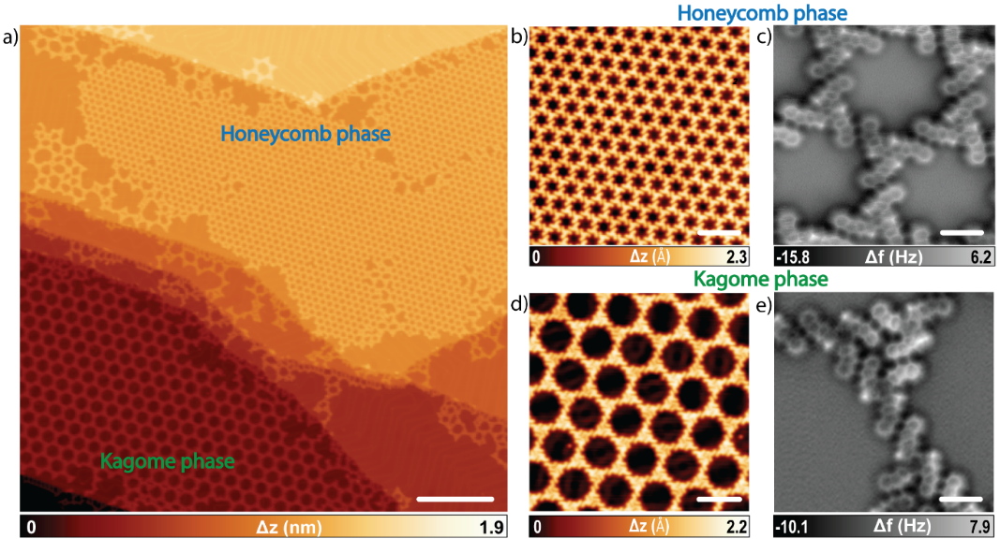 Honeycomb phase
a)
b)
c)
Honeycomb phase
0 Δz (Å) 2.3
-15.8 Δf (Hz) 6.2
Kagome phase
d)
e)
Kagome phase
0 Δz (nm) 1.9
0 Δz (Å) 2.2
-10.1 Δf (Hz) 7.9